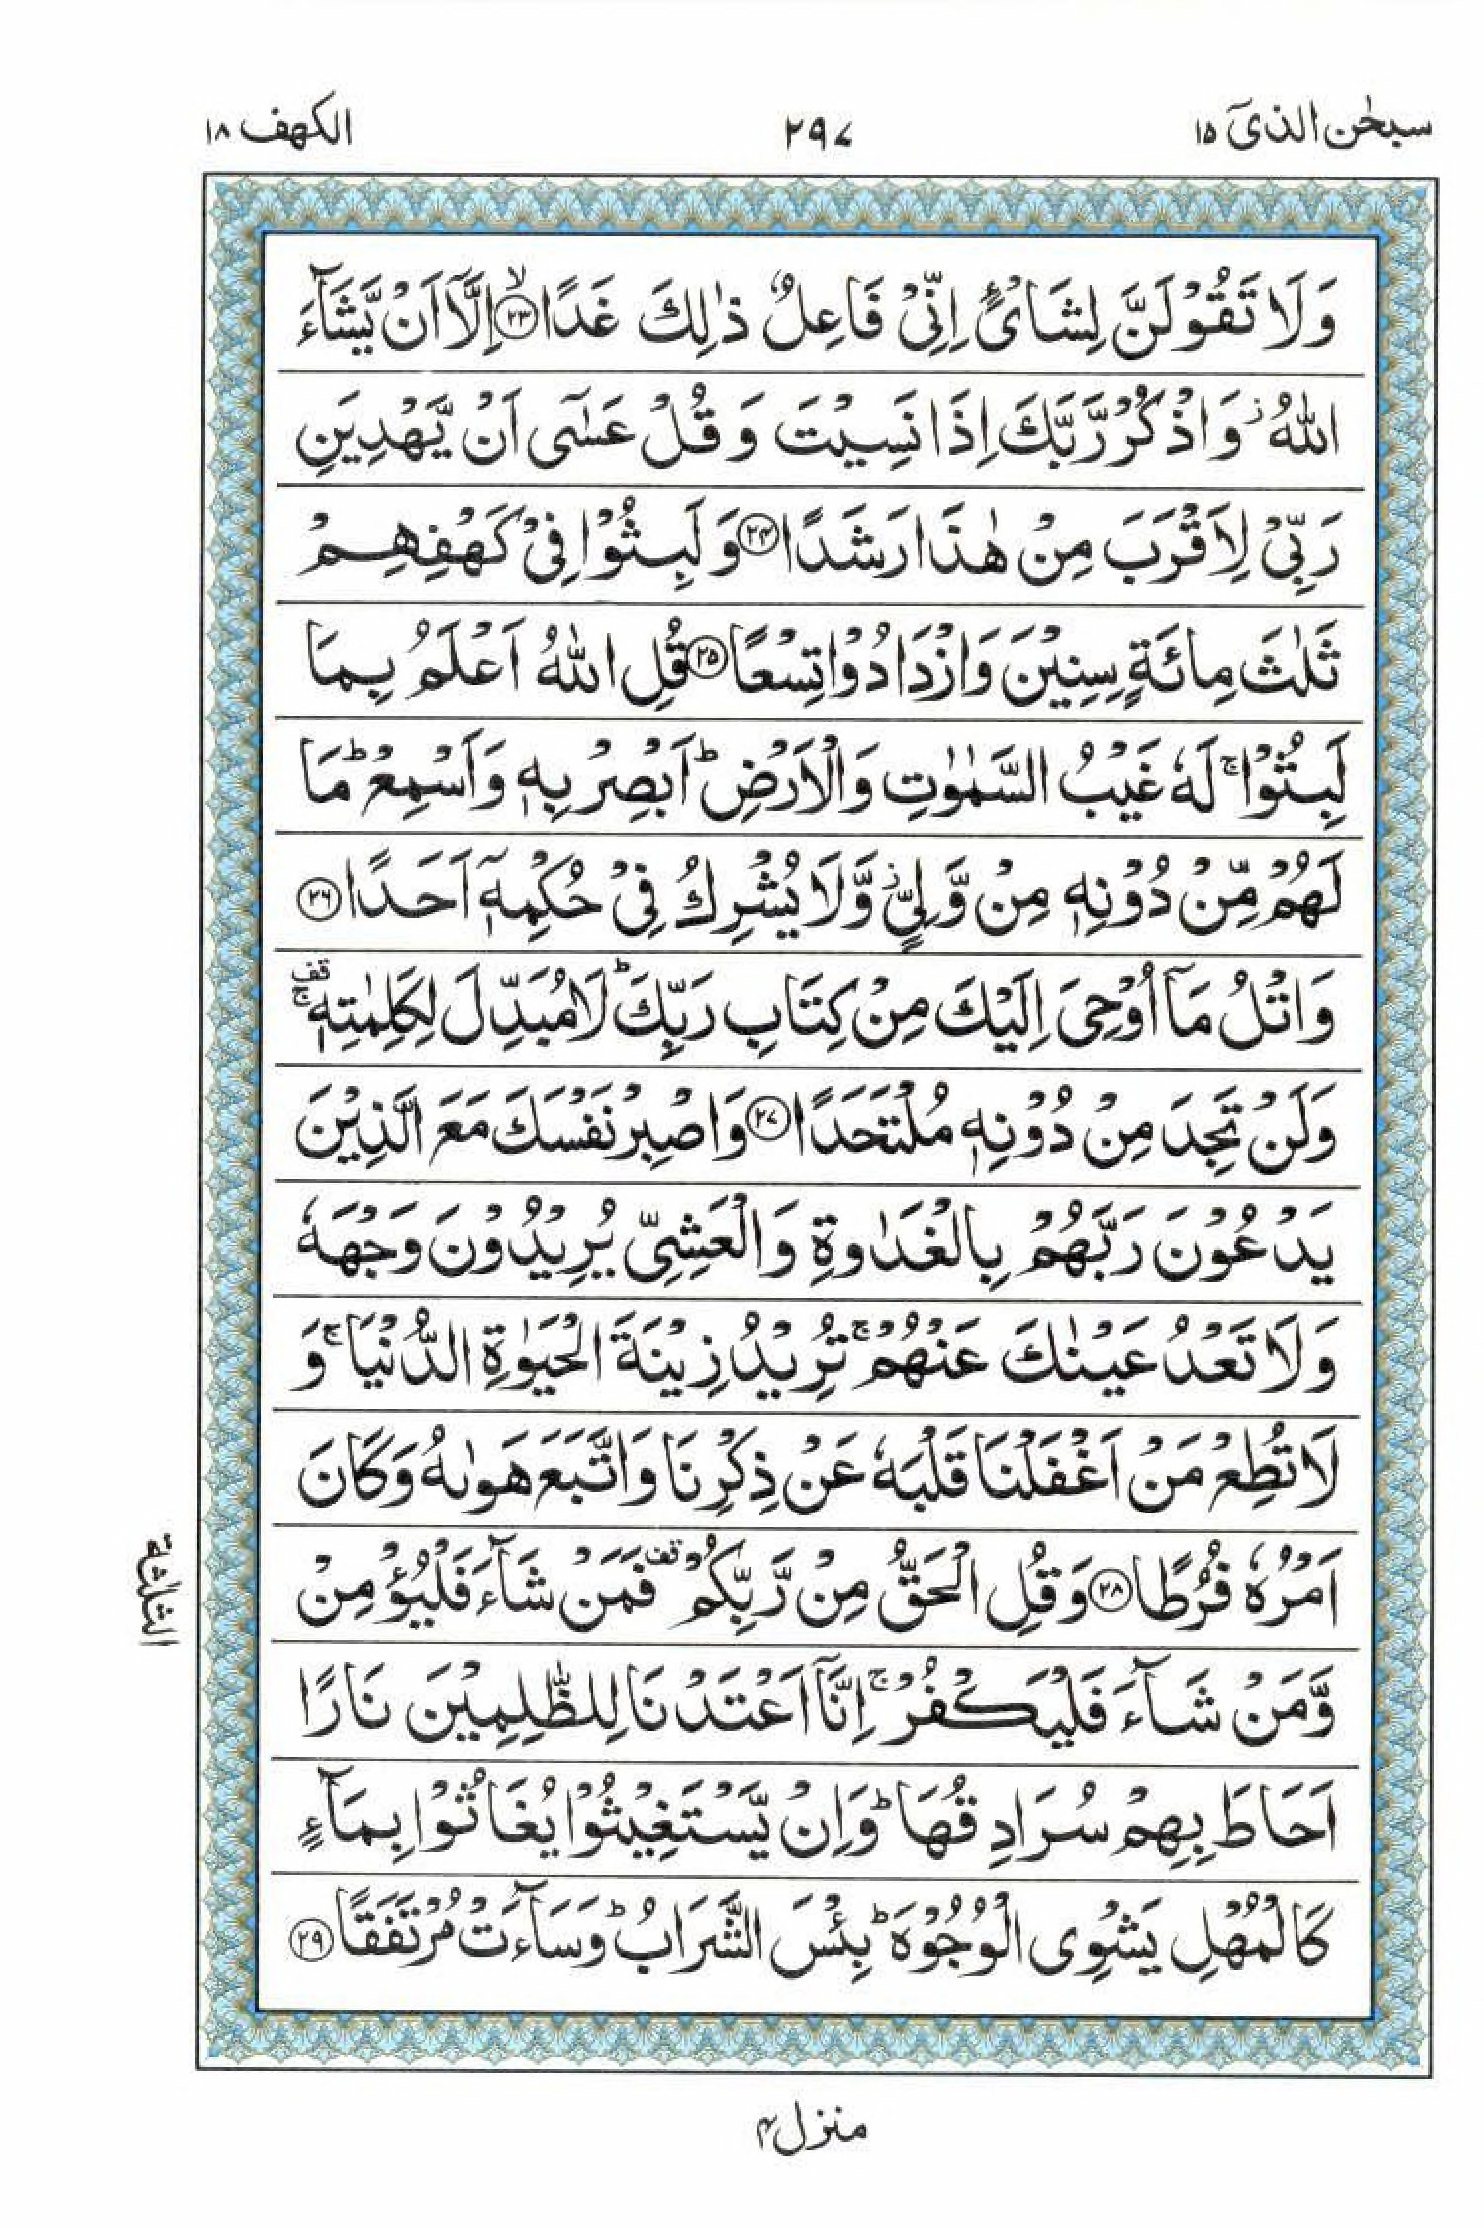 سبحٰن الذیٓ ۱۵
۲۹۷
الکھف ۱۸
وَلَا تَقُوۡلَنَّ لِشَایۡءٍ اِنِّیۡ فَاعِلٌ ذٰلِكَ غَدًا ۙ‏﴿۲۳﴾ اِلَّاۤ اَنۡ یَّشَآءَ
اللّٰهُ ۫ وَاذۡكُرۡ رَّبَّكَ اِذَا نَسِیۡتَ وَ قُلۡ عَسٰۤی اَنۡ یَّهۡدِیَنِ
رَبِّیۡ لِاَقۡرَبَ مِنۡ هٰذَا رَشَدًا ﴿۲۴﴾ وَ لَبِثُوۡا فِیۡ كَهۡفِهِمۡ
ثَلٰثَ مِائَةٍ سِنِیۡنَ وَازۡدَادُوۡا تِسۡعًا ﴿۲۵﴾ قُلِ اللّٰهُ اَعۡلَمُ بِمَا
لَبِثُوۡا ۚ لَهٗ غَیۡبُ السَّمٰوٰتِ وَالۡاَرۡضِ ؕ اَبۡصِرۡ بِهٖ وَاَسۡمِعۡ ؕ مَا
لَهُمۡ مِّنۡ دُوۡنِهٖ مِنۡ وَّلِیٍّ ۫ وَّلَا یُشۡرِكُ فِیۡ حُكۡمِهٖۤ اَحَدًا ﴿۲۶﴾
وَاتۡلُ مَاۤ اُوۡحِیَ اِلَیۡكَ مِنۡ كِتَابِ رَبِّكَ ؕ لَا مُبَدِّلَ لِكَلِمٰتِهٖ ۚ قف
وَلَنۡ تَجِدَ مِنۡ دُوۡنِهٖ مُلۡتَحَدًا ﴿۲۷﴾ وَاصۡبِرۡ نَفۡسَكَ مَعَ الَّذِیۡنَ
یَدۡعُوۡنَ رَبَّهُمۡ بِالۡغَدٰوةِ وَالۡعَشِیِّ یُرِیۡدُوۡنَ وَجۡهَهٗ
وَلَا تَعۡدُ عَیۡنٰكَ عَنۡهُمۡ ۚ تُرِیۡدُ زِیۡنَةَ الۡحَیٰوةِ الدُّنۡیَا ۚ وَ
لَا تُطِعۡ مَنۡ اَغۡفَلۡنَا قَلۡبَهٗ عَنۡ ذِكۡرِنَا وَاتَّبَعَ هَوٰىهُ وَكَانَ
اَمۡرُهٗ فُرُطًا ﴿۲۸﴾ وَقُلِ الۡحَقُّ مِنۡ رَّبِّكُمۡ قف فَمَنۡ شَآءَ فَلۡیُؤۡمِنۡ
وَّمَنۡ شَآءَ فَلۡیَكۡفُرۡ ۚ اِنَّاۤ اَعۡتَدۡنَا لِلظّٰلِمِیۡنَ نَارًا
اَحَاطَ بِهِمۡ سُرَادِقُهَا ؕ وَاِنۡ یَّسۡتَغِیۡثُوۡا یُغَاثُوۡا بِمَآءٍ
كَالۡمُهۡلِ یَشۡوِی الۡوُجُوۡهَ ؕ بِئۡسَ الشَّرَابُ ؕ وَسَآءَتۡ مُرۡتَفَقًا ﴿۲۹﴾
الثلٰثة
منزل ۴